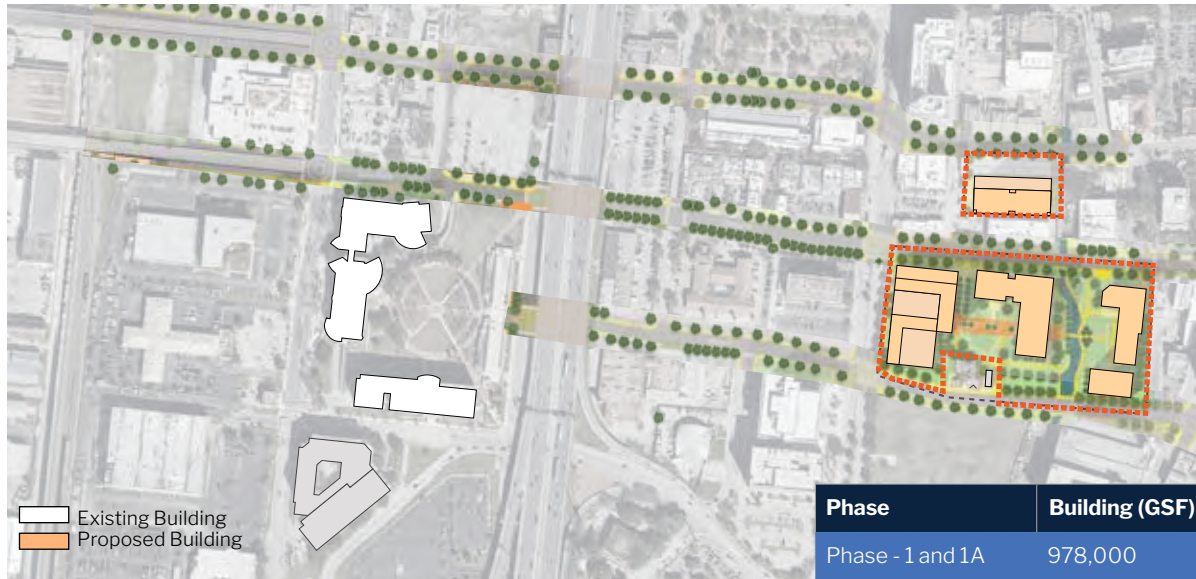 Existing Building
Proposed Building
Phase Building (GSF)
Phase - 1 and 1A 978,000